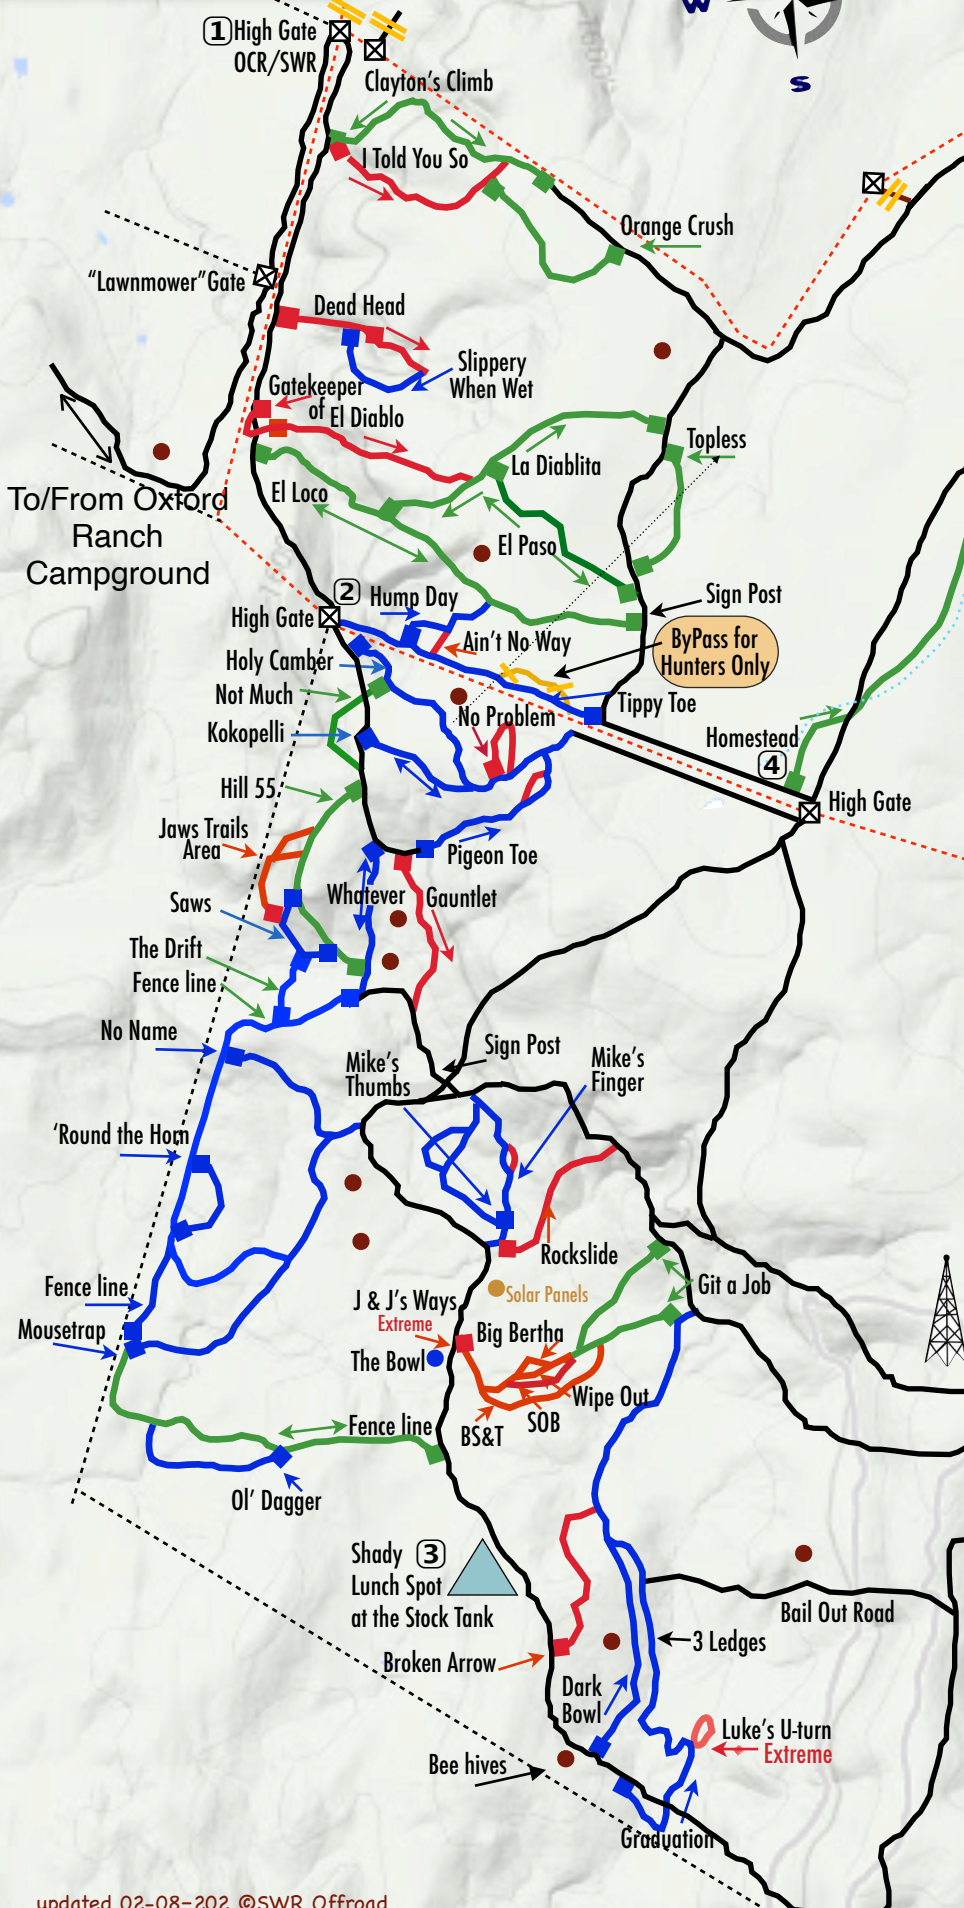 W
S
1 High Gate
OCR/SWR
Clayton's Climb
I Told You So
Orange Crush
“Lawnmower”Gate
Dead Head
Slippery
When Wet
Gatekeeper
of El Diablo
Topless
La Diablita
El Loco
To/From Oxford
Ranch
Campground
El Paso
2
Hump Day
Sign Post
High Gate
Ain't No Way
ByPass for
Hunters Only
Holy Camber
Not Much
Tippy Toe
No Problem
Kokopelli
Homestead
4
Hill 55
High Gate
Jaws Trails
Area
Pigeon Toe
Whatever
Gauntlet
Saws
The Drift
Fence line
No Name
Sign Post
Mike's
Thumbs
Mike's
Finger
‘Round the Horn
Rockslide
Fence line
Solar Panels
Git a Job
J & J's Ways
Extreme
Mousetrap
Big Bertha
The Bowl
Wipe Out
SOB
BS&T
Fence line
Ol' Dagger
Shady 3
Lunch Spot
at the Stock Tank
Bail Out Road
3 Ledges
Broken Arrow
Dark
Bowl
Luke's U-turn
Extreme
Bee hives
Graduation
updated 02-08-202 ©SWR Offroad